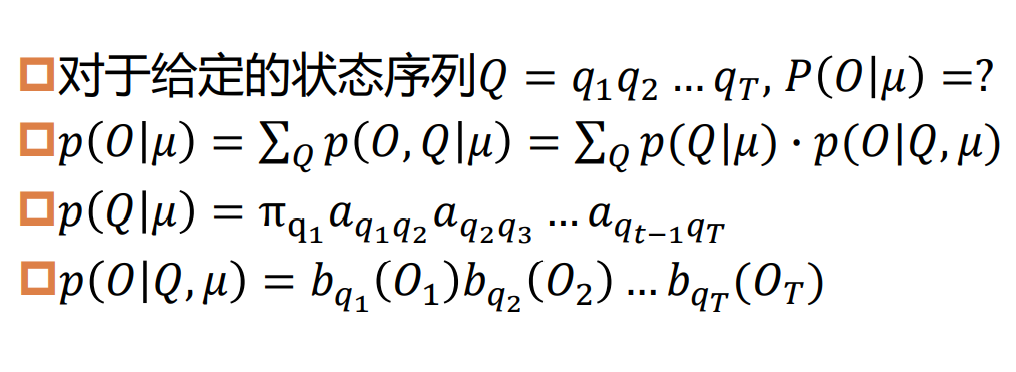 对于给定的状态序列Q = q₁q₂ … q_T, P(O|μ) =?
p(O|μ) = ∑_Q p(O, Q|μ) = ∑_Q p(Q|μ) · p(O|Q, μ)
p(Q|μ) = π_{q₁} a_{q₁q₂} a_{q₂q₃} … a_{q_{t−1}q_T}
p(O|Q, μ) = b_{q₁}(O₁)b_{q₂}(O₂) … b_{q_T}(O_T)